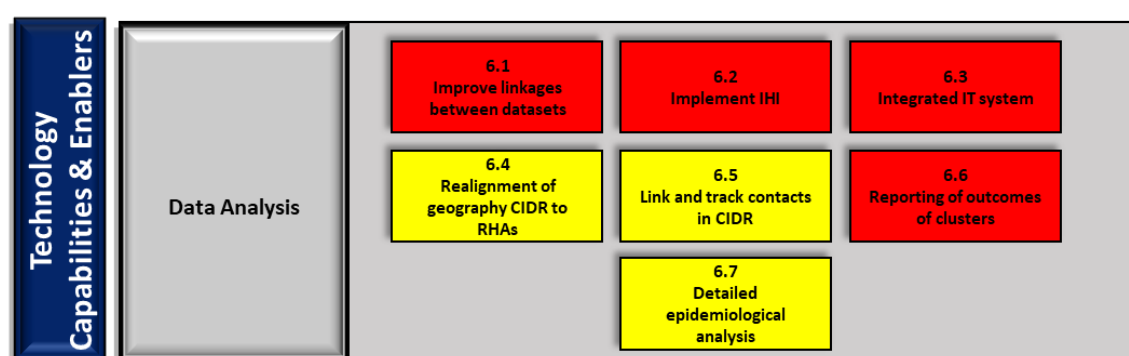 Technology
Capabilities & Enablers
Data Analysis
6.1
Improve linkages
between datasets
6.2
Implement IHI
6.3
Integrated IT system
6.4
Realignment of
geography CIDR to
RHAs
6.5
Link and track contacts
in CIDR
6.6
Reporting of outcomes
of clusters
6.7
Detailed
epidemiological
analysis